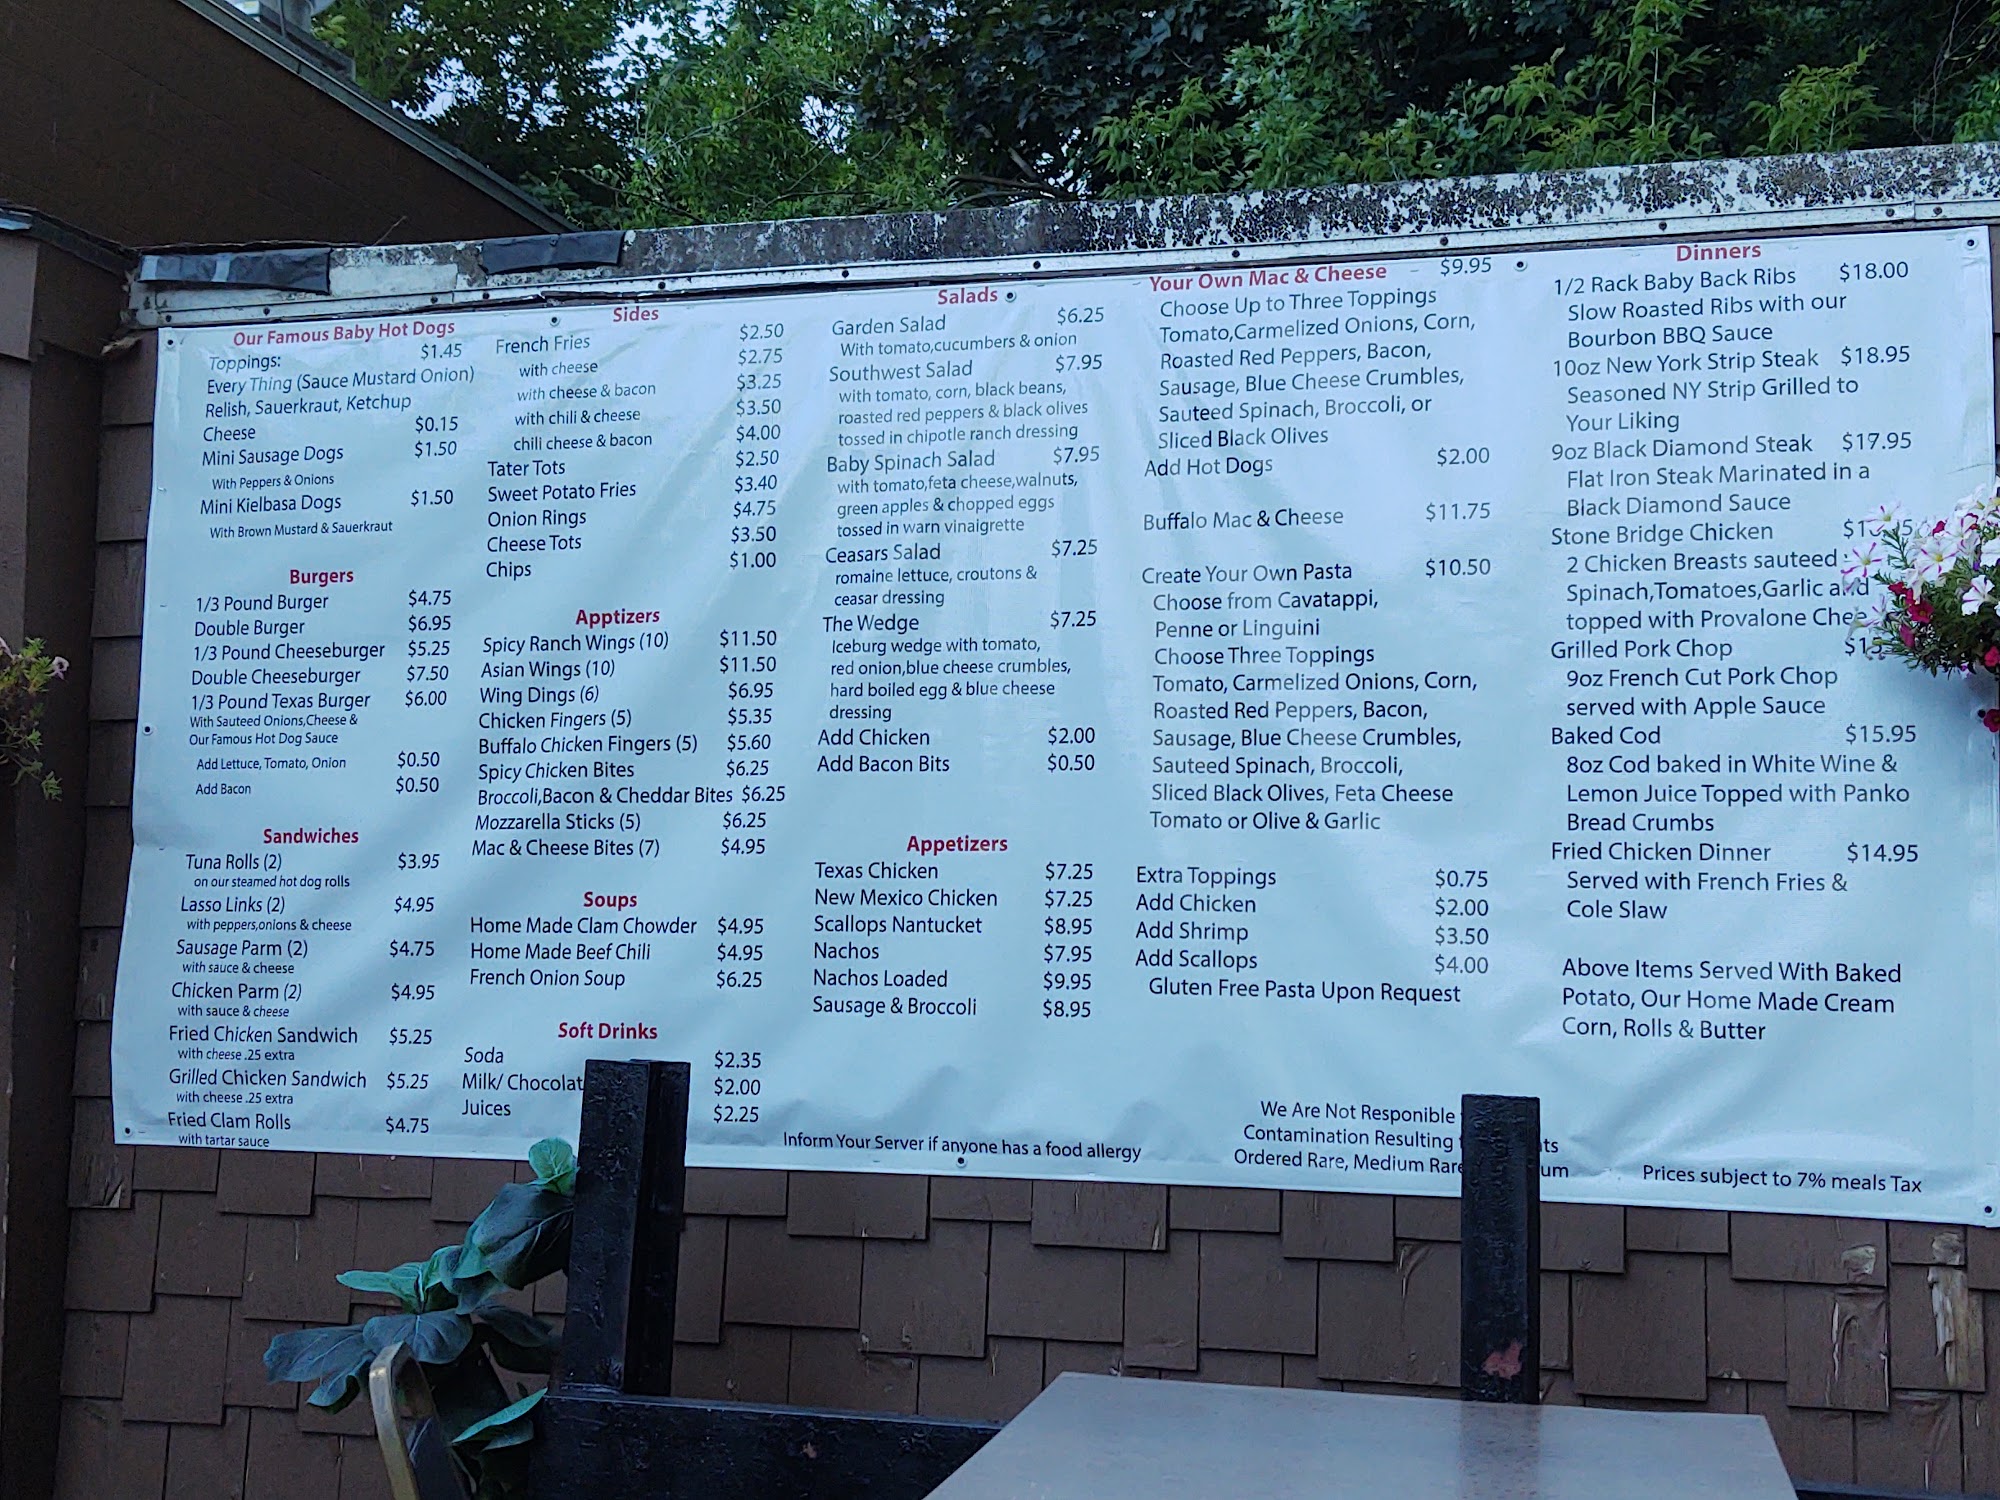 Our Famous Baby Hot Dogs
Toppings: $1.45
Every Thing (Sauce Mustard Onion)
Relish, Sauerkraut, Ketchup
Cheese $0.15
Mini Sausage Dogs $1.50
With Peppers & Onions
Mini Kielbasa Dogs $1.50
With Brown Mustard & Sauerkraut
Burgers
1/3 Pound Burger $4.75
Double Burger $6.95
1/3 Pound Cheeseburger $5.25
Double Cheeseburger $7.50
1/3 Pound Texas Burger $6.00
With Sauteed Onions,Cheese &
Our Famous Hot Dog Sauce
Add Lettuce, Tomato, Onion $0.50
Add Bacon $0.50
Sandwiches
Tuna Rolls (2) $3.95
on our steamed hot dog rolls
Lasso Links (2) $4.95
with peppers,onions & cheese
Sausage Parm (2) $4.75
with sauce & cheese
Chicken Parm (2) $4.95
with sauce & cheese
Fried Chicken Sandwich $5.25
with cheese .25 extra
Grilled Chicken Sandwich $5.25
with cheese .25 extra
Fried Clam Rolls $4.75
with tartar sauce
Sides
French Fries $2.50
with cheese $2.75
with cheese & bacon $3.25
with chili & cheese $3.50
chili cheese & bacon $4.00
Tater Tots $2.50
Sweet Potato Fries $3.40
Onion Rings $4.75
Cheese Tots $3.50
Chips $1.00
Apptizers
Spicy Ranch Wings (10) $11.50
Asian Wings (10) $11.50
Wing Dings (6) $6.95
Chicken Fingers (5) $5.35
Buffalo Chicken Fingers (5) $5.60
Spicy Chicken Bites $6.25
Broccoli,Bacon & Cheddar Bites $6.25
Mozzarella Sticks (5) $6.25
Mac & Cheese Bites (7) $4.95
Soups
Home Made Clam Chowder $4.95
Home Made Beef Chili $4.95
French Onion Soup $6.25
Soft Drinks
Soda $2.35
Milk/ Chocolat $2.00
Juices $2.25
Salads
Garden Salad $6.25
With tomato,cucumbers & onion
Southwest Salad $7.95
with tomato, corn, black beans,
roasted red peppers & black olives
tossed in chipotle ranch dressing
Baby Spinach Salad $7.95
with tomato,feta cheese,walnuts,
green apples & chopped eggs
tossed in warn vinaigrette
Ceasars Salad $7.25
romaine lettuce, croutons &
ceasar dressing
The Wedge $7.25
Iceburg wedge with tomato,
red onion,blue cheese crumbles,
hard boiled egg & blue cheese
dressing
Add Chicken $2.00
Add Bacon Bits $0.50
Appetizers
Texas Chicken $7.25
New Mexico Chicken $7.25
Scallops Nantucket $8.95
Nachos $7.95
Nachos Loaded $9.95
Sausage & Broccoli $8.95
Inform Your Server if anyone has a food allergy
Your Own Mac & Cheese - $9.95
Choose Up to Three Toppings
Tomato,Carmelized Onions, Corn,
Roasted Red Peppers, Bacon,
Sausage, Blue Cheese Crumbles,
Sauteed Spinach, Broccoli, or
Sliced Black Olives
Add Hot Dogs $2.00
Buffalo Mac & Cheese $11.75
Create Your Own Pasta $10.50
Choose from Cavatappi,
Penne or Linguini
Choose Three Toppings
Tomato, Carmelized Onions, Corn,
Roasted Red Peppers, Bacon,
Sausage, Blue Cheese Crumbles,
Sauteed Spinach, Broccoli,
Sliced Black Olives, Feta Cheese
Tomato or Olive & Garlic
Extra Toppings $0.75
Add Chicken $2.00
Add Shrimp $3.50
Add Scallops $4.00
Gluten Free Pasta Upon Request
We Are Not Responible
Contamination Resulting
Ordered Rare, Medium Rare
Dinners
1/2 Rack Baby Back Ribs $18.00
Slow Roasted Ribs with our
Bourbon BBQ Sauce
10oz New York Strip Steak $18.95
Seasoned NY Strip Grilled to
Your Liking
9oz Black Diamond Steak $17.95
Flat Iron Steak Marinated in a
Black Diamond Sauce
Stone Bridge Chicken
2 Chicken Breasts sauteed
Spinach,Tomatoes,Garlic and
topped with Provalone
Grilled Pork Chop
9oz French Cut Pork Chop
served with Apple Sauce
Baked Cod $15.95
8oz Cod baked in White Wine &
Lemon Juice Topped with Panko
Bread Crumbs
Fried Chicken Dinner $14.95
Served with French Fries &
Cole Slaw
Above Items Served With Baked
Potato, Our Home Made Cream
Corn, Rolls & Butter
Prices subject to 7% meals Tax